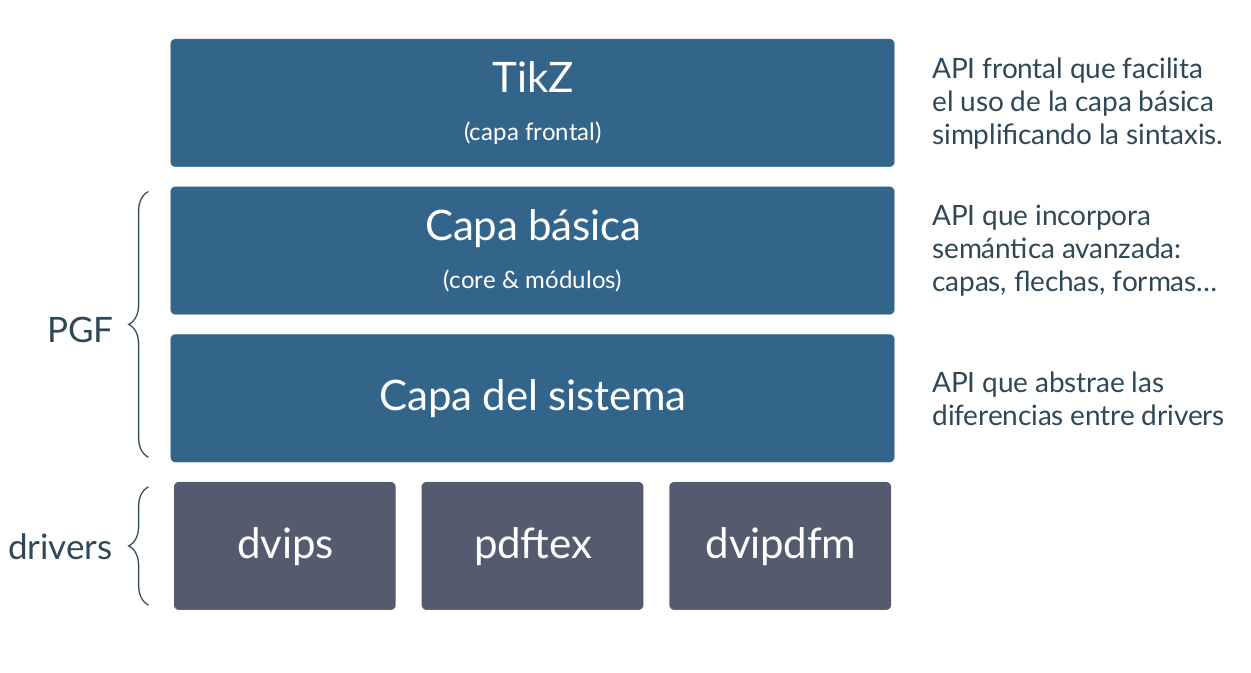 TikZ
(capa frontal)
API frontal que facilita
el uso de la capa básica
simplificando la sintaxis.
PGF
Capa básica
(core & módulos)
API que incorpora
semántica avanzada:
capas, flechas, formas...
Capa del sistema
API que abstrae las
diferencias entre drivers
drivers
dvips
pdftex
dvipdfm